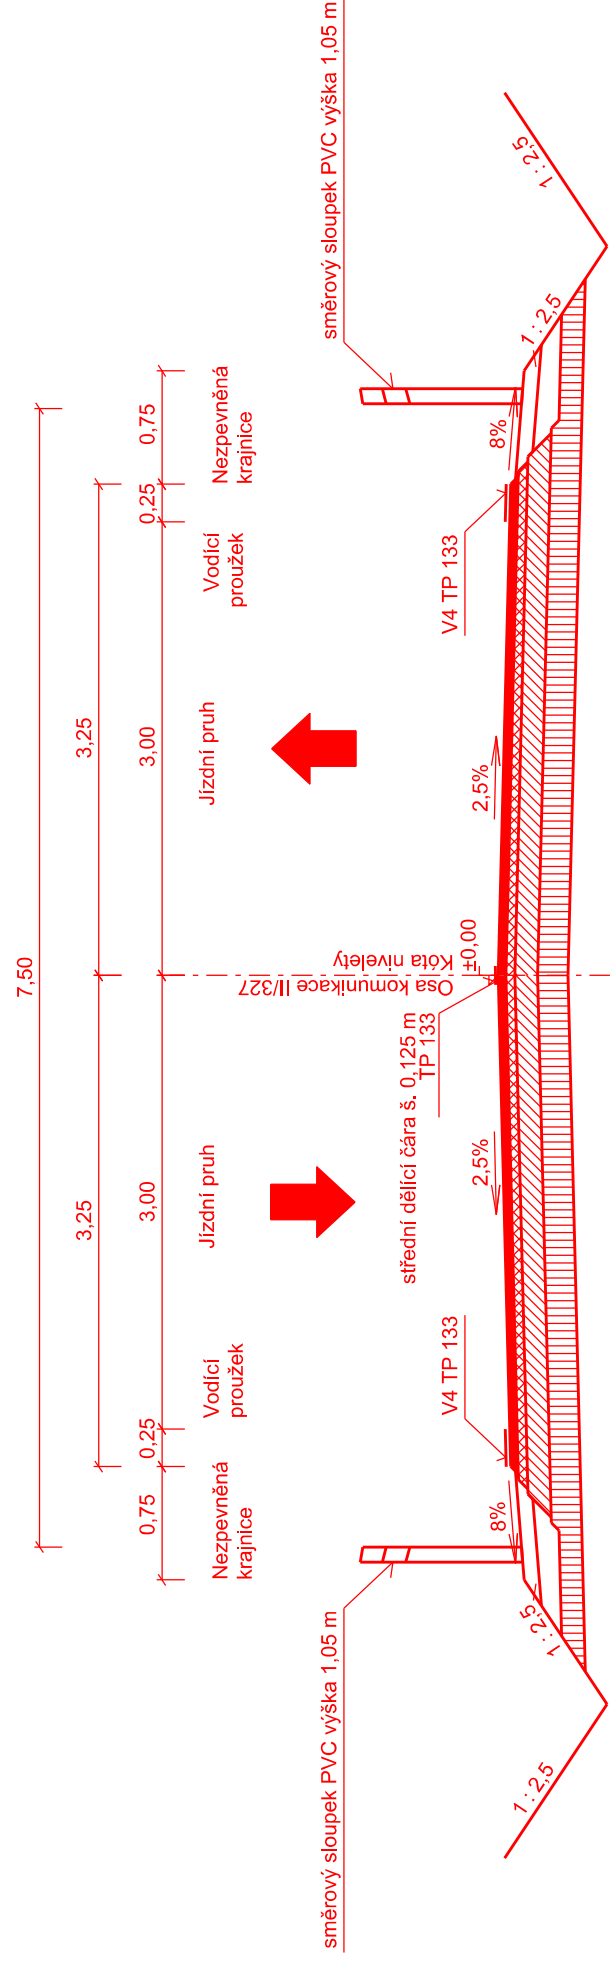 7,50
3,25
3,25
0,75
0,25
3,00
3,00
0,25
0,75
Nezpevněná
krajnice
Vodící
proužek
Jízdní pruh
Jízdní pruh
Vodící
proužek
Nezpevněná
krajnice
Osa komunikace II/327
Kóta nivelety
±0,00
směrový sloupek PVC výška 1,05 m
směrový sloupek PVC výška 1,05 m
střední dělící čára š. 0,125 m
TP 133
V4 TP 133
V4 TP 133
8%
2,5%
2,5%
8%
1 : 2,5
1 : 2,5
1 : 2,5
1 : 2,5